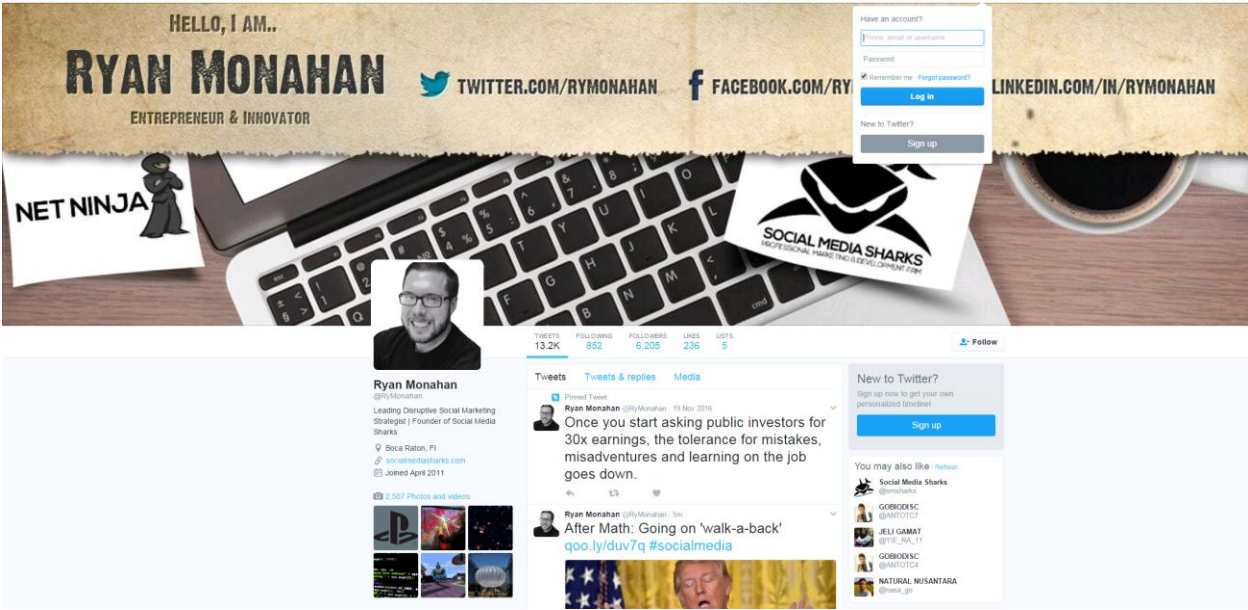 HELLO, I AM..
RYAN MONAHAN
ENTREPRENEUR & INNOVATOR
TWITTER.COM/RYMONAHAN
FACEBOOK.COM/RY
LINKEDIN.COM/IN/RYMONAHAN
Have an account?
Phone, email or username
Password
Remember me · Forgot password?
Log in
New to Twitter?
Sign up
NET NINJA
SOCIAL MEDIA SHARKS
PROFESSIONAL MARKETING & DEVELOPMENT FIRM
TWEETS
13.2K
FOLLOWING
852
FOLLOWERS
6,205
LIKES
236
LISTS
5
Follow
Ryan Monahan
@RyMonahan
Leading Disruptive Social Marketing
Strategist | Founder of Social Media
Sharks
Boca Raton, Fl
socialmediasharks.com
Joined April 2011
2,507 Photos and videos
Tweets Tweets & replies Media
Pinned Tweet
Ryan Monahan @RyMonahan · 19 Nov 2016
Once you start asking public investors for
30x earnings, the tolerance for mistakes,
misadventures and learning on the job
goes down.
Ryan Monahan @RyMonahan · 5m
After Math: Going on 'walk-a-back'
qoo.ly/duv7q #socialmedia
New to Twitter?
Sign up now to get your own
personalized timeline!
Sign up
You may also like · Refresh
Social Media Sharks
@smsharks
GOBIODISC
@ANTOTC7
JELI GAMAT
@YIE_RA_11
GOBIODISC
@ANTOTC4
NATURAL NUSANTARA
@nasa_go